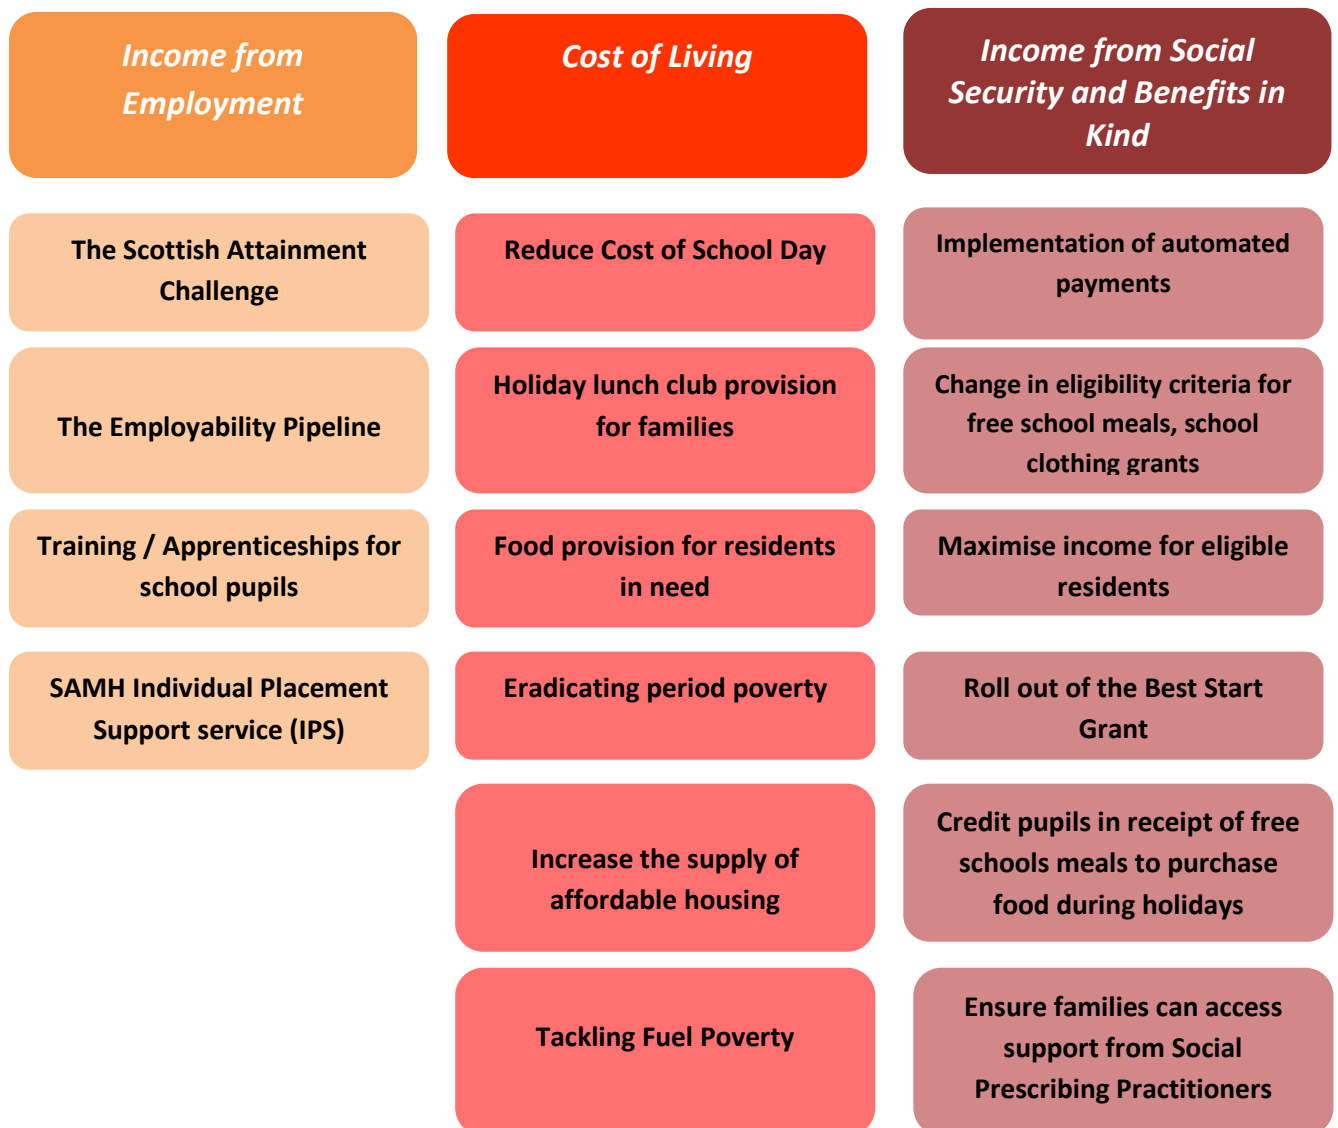 Income from
Employment
The Scottish Attainment
Challenge
The Employability Pipeline
Training / Apprenticeships for
school pupils
SAMH Individual Placement
Support service (IPS)
Cost of Living
Reduce Cost of School Day
Holiday lunch club provision
for families
Food provision for residents
in need
Eradicating period poverty
Increase the supply of
affordable housing
Tackling Fuel Poverty
Income from Social
Security and Benefits in
Kind
Implementation of automated
payments
Change in eligibility criteria for
free school meals, school
clothing grants
Maximise income for eligible
residents
Roll out of the Best Start
Grant
Credit pupils in receipt of free
schools meals to purchase
food during holidays
Ensure families can access
support from Social
Prescribing Practitioners